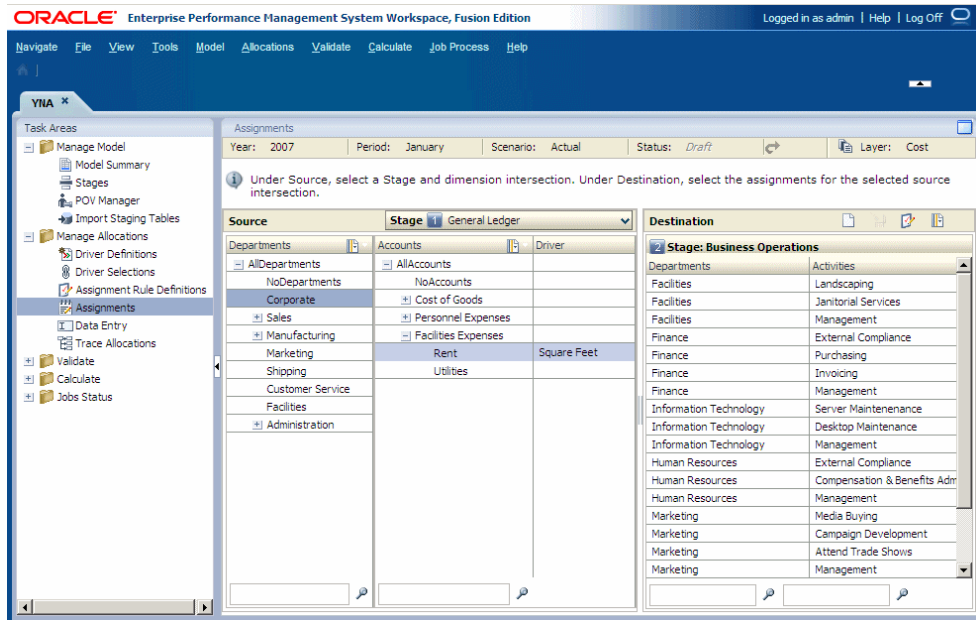 ORACLE Enterprise Performance Management System Workspace, Fusion Edition
Logged in as admin | Help | Log Off
Navigate File View Tools Model Allocations Validate Calculate Job Process Help
YNA ×
Task Areas
Manage Model
Model Summary
Stages
POV Manager
Import Staging Tables
Manage Allocations
Driver Definitions
Driver Selections
Assignment Rule Definitions
Assignments
Data Entry
Trace Allocations
Validate
Calculate
Jobs Status
Assignments
Year: 2007 Period: January Scenario: Actual Status: Draft Layer: Cost
Under Source, select a Stage and dimension intersection. Under Destination, select the assignments for the selected source
intersection.
Source Stage 1 General Ledger
Departments Accounts Driver
AllDepartments AllAccounts
NoDepartments NoAccounts
Corporate Cost of Goods
Sales Personnel Expenses
Manufacturing Facilities Expenses
Marketing Rent Square Feet
Shipping Utilities
Customer Service
Facilities
Administration
Destination
2 Stage: Business Operations
Departments Activities
Facilities Landscaping
Facilities Janitorial Services
Facilities Management
Finance External Compliance
Finance Purchasing
Finance Invoicing
Finance Management
Information Technology Server Maintenenance
Information Technology Desktop Maintenance
Information Technology Management
Human Resources External Compliance
Human Resources Compensation & Benefits Adm
Human Resources Management
Marketing Media Buying
Marketing Campaign Development
Marketing Attend Trade Shows
Marketing Management